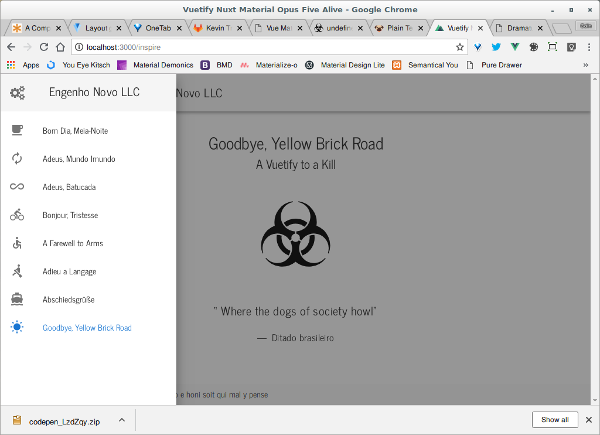 Vuetify Nuxt Material Opus Five Alive - Google Chrome
A Comp
Layout
OneTab
Kevin T
Vue Mat
undefin
Plain Te
Vuetify
Dramat
localhost:3000/inspire
Apps
You Eye Kitsch
Material Demonics
BMD
Materialize-o
Material Design Lite
Semantical You
Pure Drawer
»
Engenho Novo LLC
Novo LLC
Bom Dia, Meia-Noite
Adeus, Mundo Imundo
Adeus, Batucada
Bonjour, Tristesse
A Farewell to Arms
Adieu a Langage
Abschiedsgrüße
Goodbye, Yellow Brick Road
Goodbye, Yellow Brick Road
A Vuetify to a Kill
" Where the dogs of society howl"
— Ditado brasileiro
e honi soit qui mal y pense
codepen_LzdZqy.zip
Show all